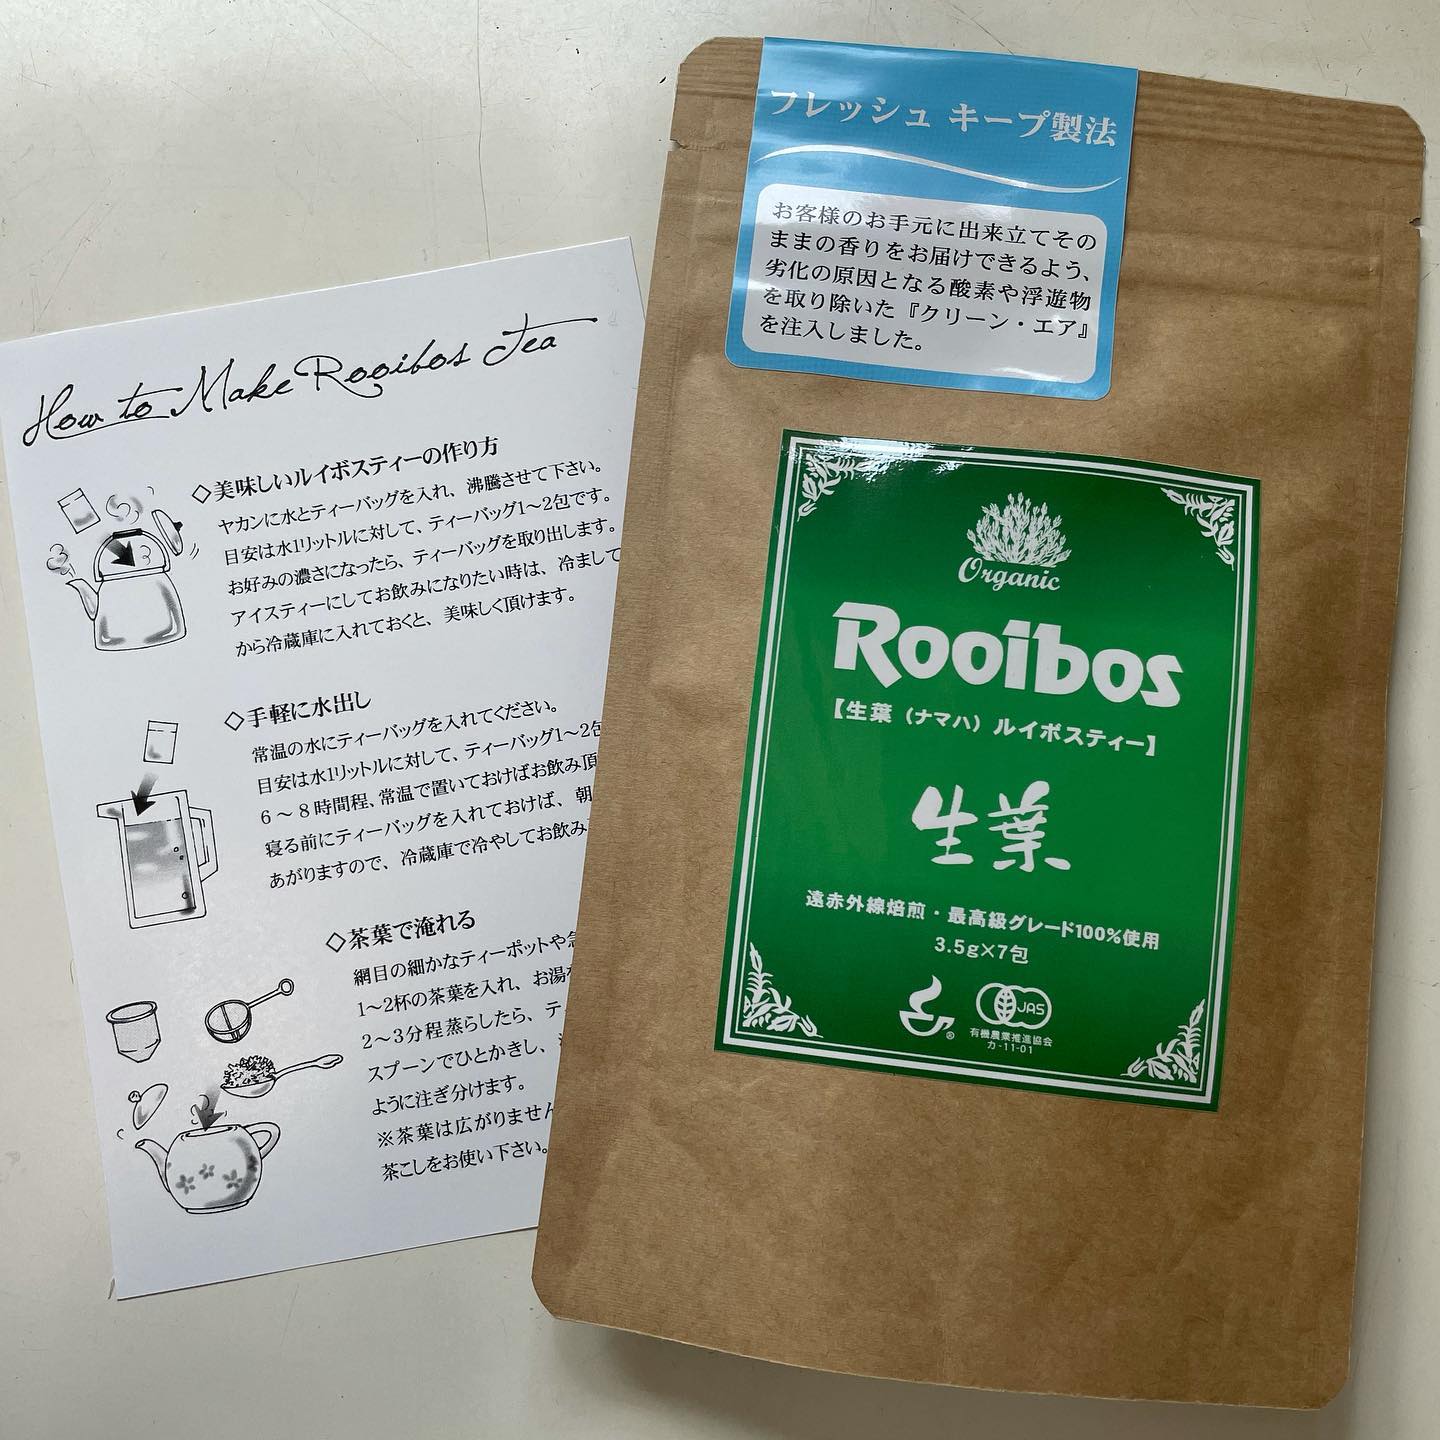 How to Make Rooibos Tea
◇美味しいルイボスティーの作り方
ヤカンに水とティーバッグを入れ、沸騰させて下さい。
目安は水1リットルに対して、ティーバッグ1～2包です。
お好みの濃さになったら、ティーバッグを取り出します。
アイスティーにしてお飲みになりたい時は、冷まして
から冷蔵庫に入れておくと、美味しく頂けます。
◇手軽に水出し
常温の水にティーバッグを入れてください。
目安は水1リットルに対して、ティーバッグ1～2包
6～8時間程、常温で置いておけばお飲み頂
寝る前にティーバッグを入れておけば、朝
あがりますので、冷蔵庫で冷やしてお飲み
◇茶葉で淹れる
網目の細かなティーポットや急
1～2杯の茶葉を入れ、お湯
2～3分程蒸らしたら、テ
スプーンでひとかきし、
ように注ぎ分けます。
※茶葉は広がりません
茶こしをお使い下さい。
フレッシュ キープ製法
お客様のお手元に出来立てその
ままの香りをお届けできるよう、
劣化の原因となる酸素や浮遊物
を取り除いた『クリーン・エア』
を注入しました。
Organic
Rooibos
【生葉（ナマハ）ルイボスティー】
生葉
遠赤外線焙煎・最高級グレード100%使用
3.5g×7包
®
JAS
有機農業推進協会
カ-11-01